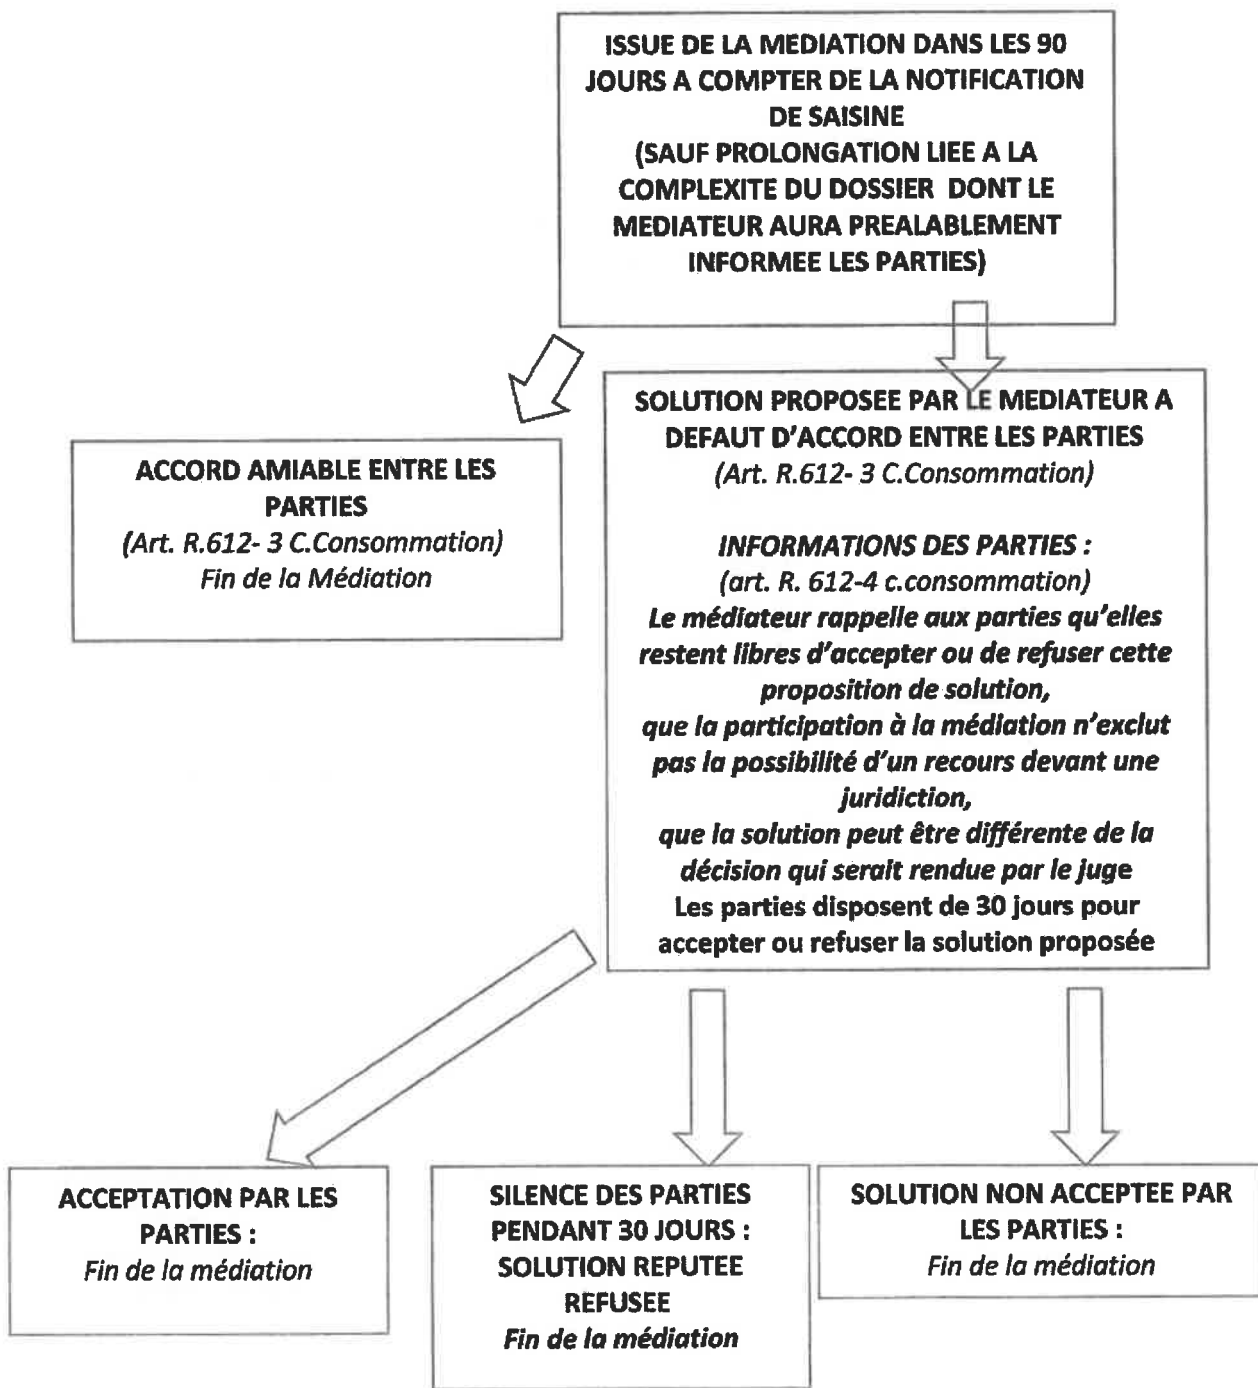 ISSUE DE LA MEDIATION DANS LES 90
JOURS A COMPTER DE LA NOTIFICATION
DE SAISINE
(SAUF PROLONGATION LIEE A LA
COMPLEXITE DU DOSSIER DONT LE
MEDIATEUR AURA PREALABLEMENT
INFORMEE LES PARTIES)
ACCORD AMIABLE ENTRE LES
PARTIES
(Art. R.612- 3 C.Consommation)
Fin de la Médiation
SOLUTION PROPOSEE PAR LE MEDIATEUR A
DEFAUT D'ACCORD ENTRE LES PARTIES
(Art. R.612- 3 C.Consommation)
INFORMATIONS DES PARTIES :
(art. R. 612-4 c.consommation)
Le médiateur rappelle aux parties qu'elles
restent libres d'accepter ou de refuser cette
proposition de solution,
que la participation à la médiation n'exclut
pas la possibilité d'un recours devant une
juridiction,
que la solution peut être différente de la
décision qui serait rendue par le juge
Les parties disposent de 30 jours pour
accepter ou refuser la solution proposée
ACCEPTATION PAR LES
PARTIES :
Fin de la médiation
SILENCE DES PARTIES
PENDANT 30 JOURS :
SOLUTION REPUTEE
REFUSEE
Fin de la médiation
SOLUTION NON ACCEPTEE PAR
LES PARTIES :
Fin de la médiation